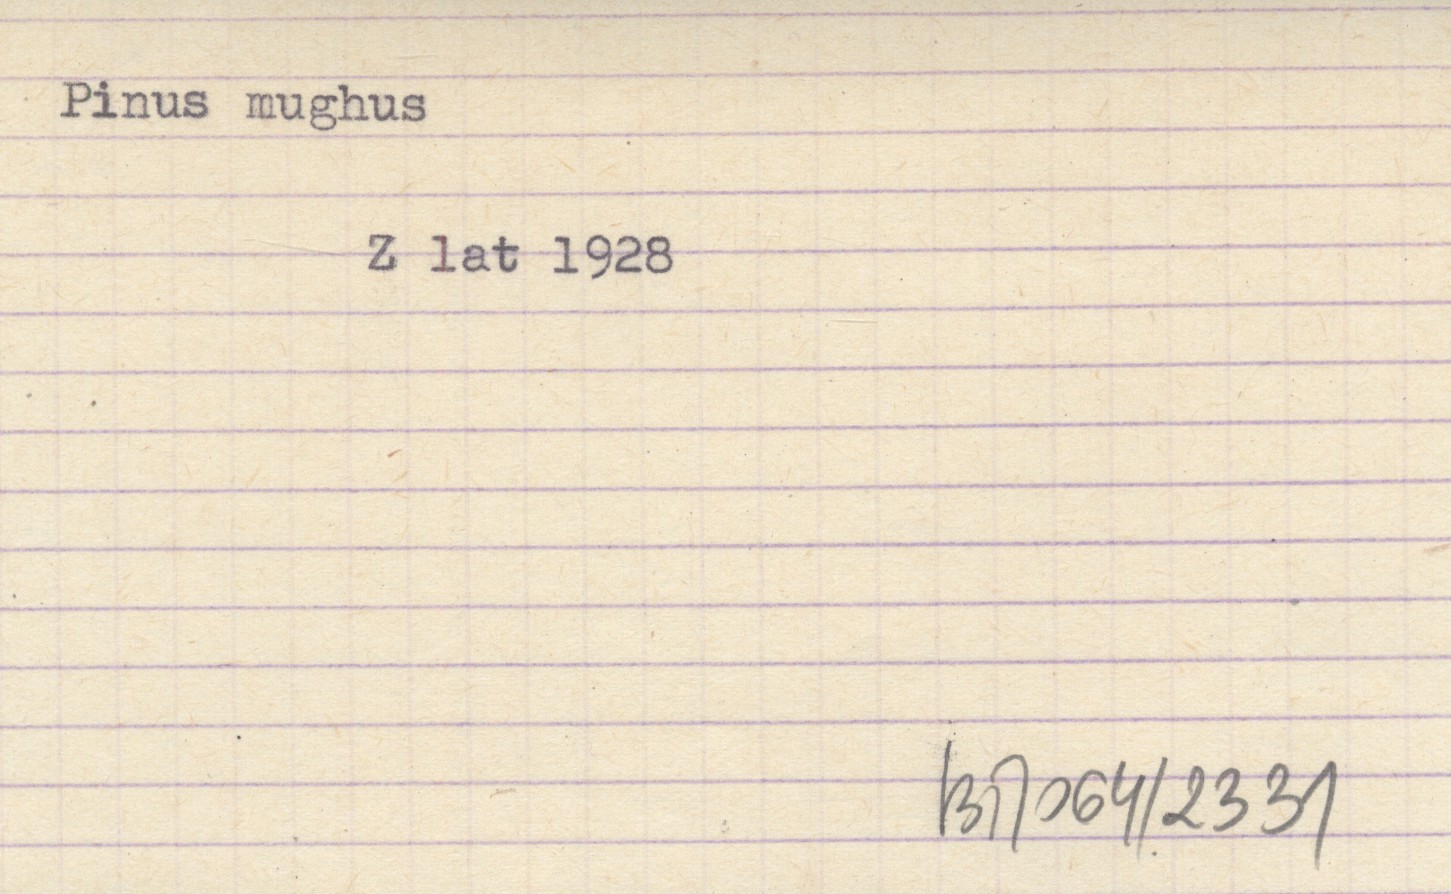 Pinus mughus
Z lat 1928